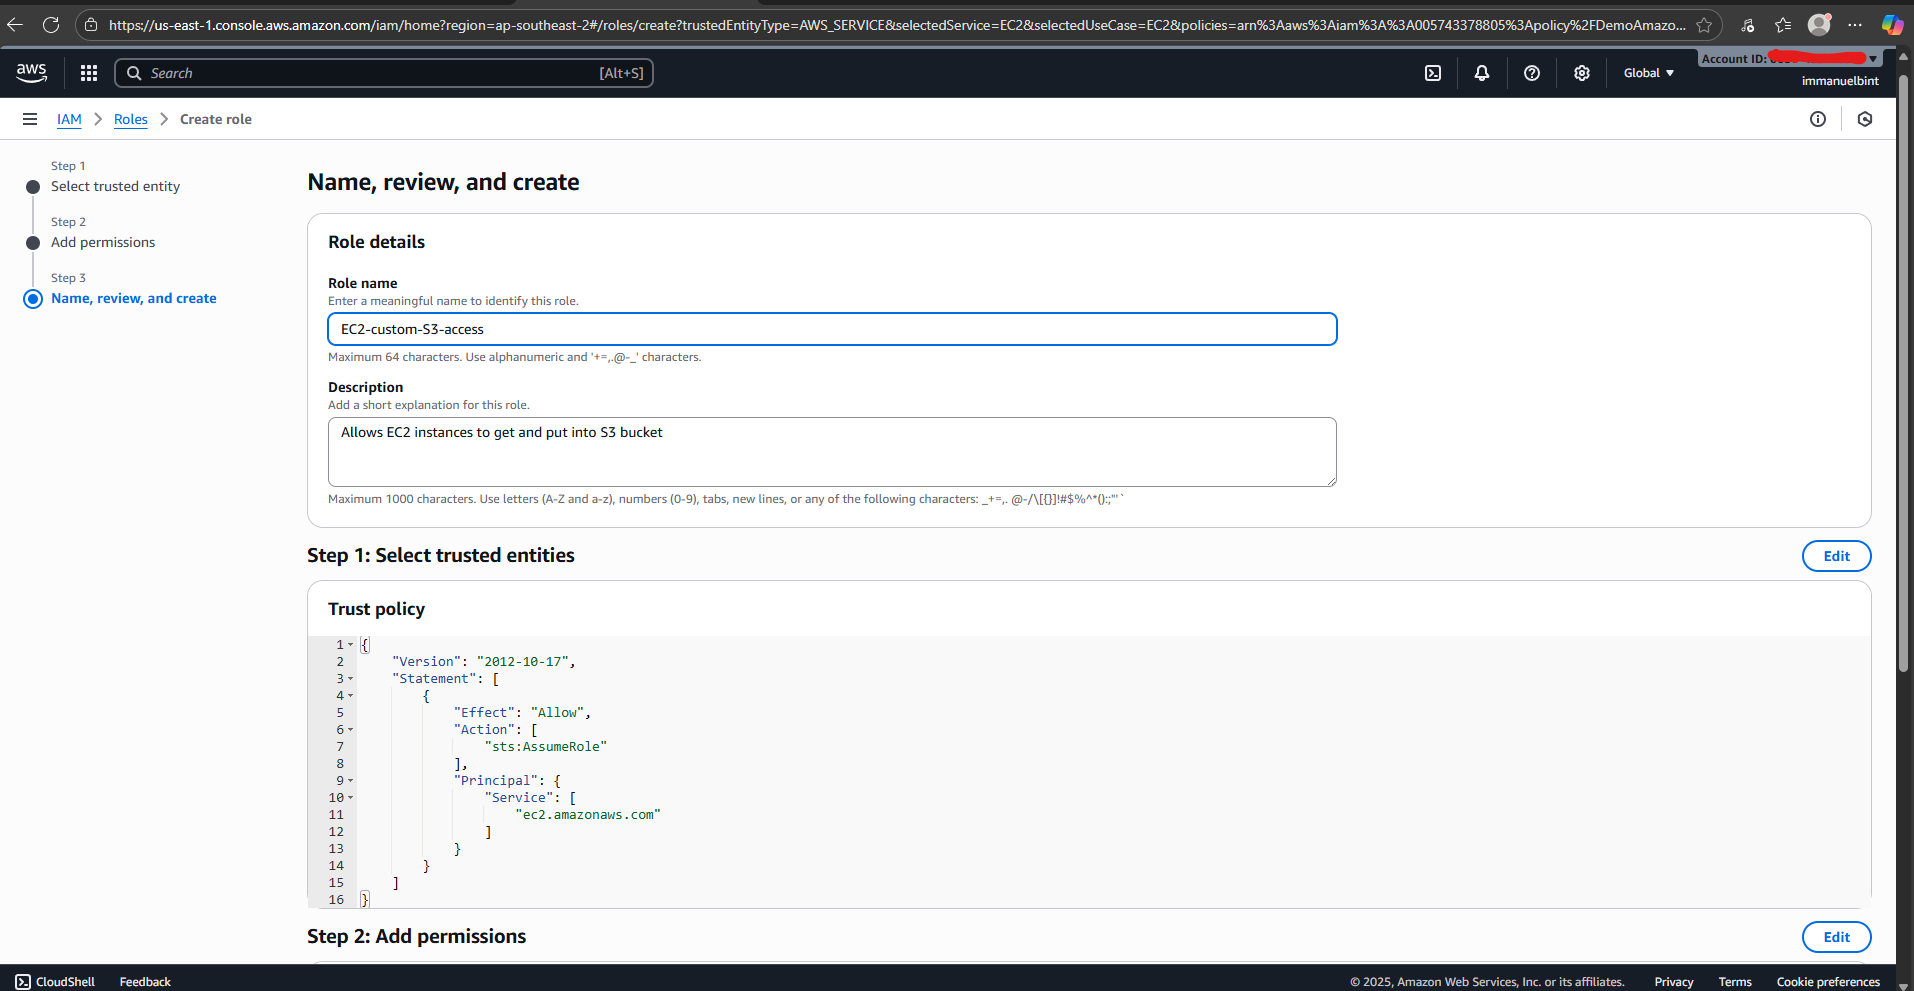 https://us-east-1.console.aws.amazon.com/iam/home?region=ap-southeast-2#/roles/create?trustedEntityType=AWS_SERVICE&selectedService=EC2&selectedUseCase=EC2&policies=arn%3Aaws%3Aiam%3A%3A005743378805%3Apolicy%2FDemoAmazo...
aws
Search
[Alt+S]
Global
Account ID:
immanuelbint
IAM > Roles > Create role
Step 1
Select trusted entity
Step 2
Add permissions
Step 3
Name, review, and create
Name, review, and create
Role details
Role name
Enter a meaningful name to identify this role.
EC2-custom-S3-access
Maximum 64 characters. Use alphanumeric and '+=,.@-_' characters.
Description
Add a short explanation for this role.
Allows EC2 instances to get and put into S3 bucket
Maximum 1000 characters. Use letters (A-Z and a-z), numbers (0-9), tabs, new lines, or any of the following characters: _+=,. @-/\[{}]!#$%^*();:"'`
Step 1: Select trusted entities
Edit
Trust policy
1 {
2 "Version": "2012-10-17",
3 "Statement": [
4 {
5 "Effect": "Allow",
6 "Action": [
7 "sts:AssumeRole"
8 ],
9 "Principal": {
10 "Service": [
11 "ec2.amazonaws.com"
12 ]
13 }
14 }
15 ]
16 }
Step 2: Add permissions
Edit
CloudShell
Feedback
© 2025, Amazon Web Services, Inc. or its affiliates.
Privacy
Terms
Cookie preferences